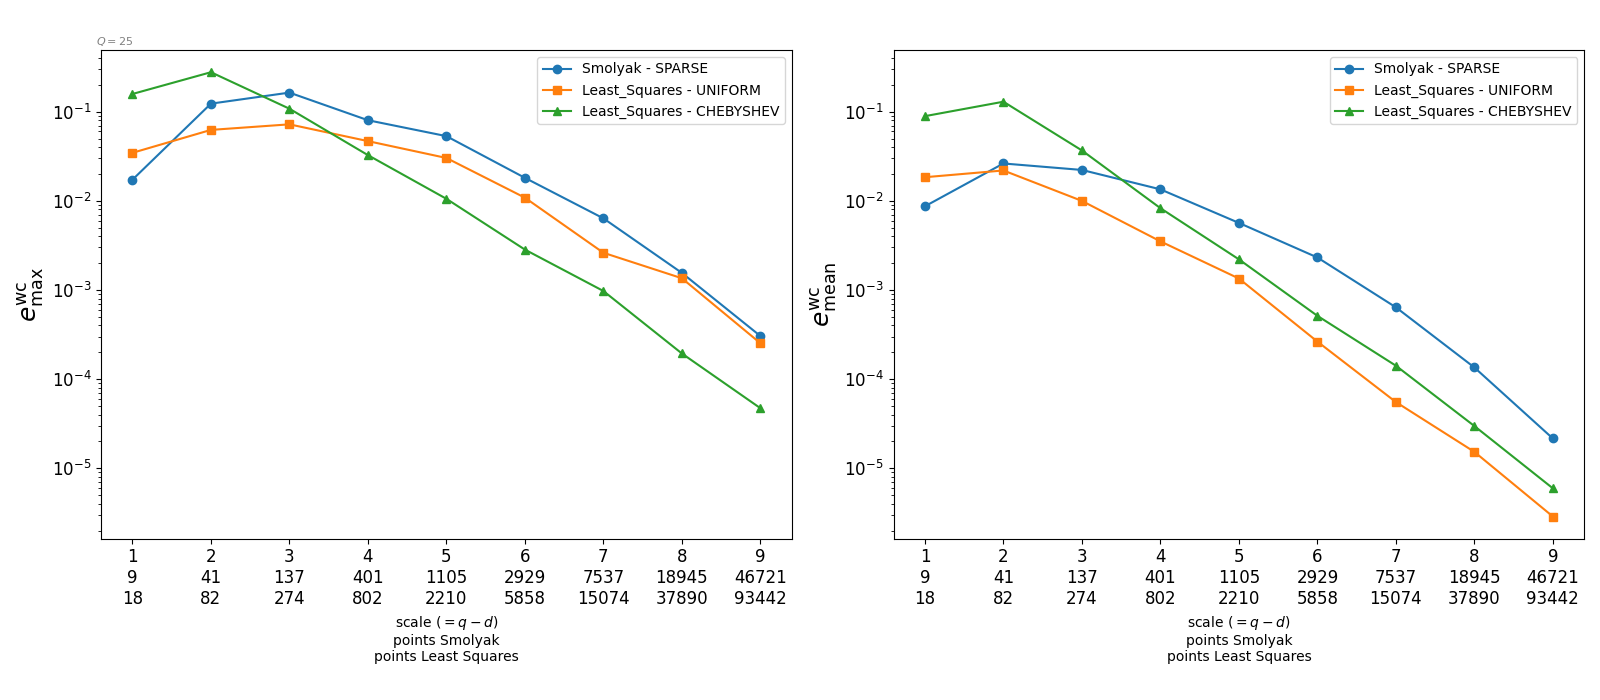 Q = 25
Smolyak - SPARSE
Least_Squares - UNIFORM
Least_Squares - CHEBYSHEV
10⁻¹
10⁻²
10⁻³
10⁻⁴
10⁻⁵
e^wc_max
1 2 3 4 5 6 7 8 9
9 41 137 401 1105 2929 7537 18945 46721
18 82 274 802 2210 5858 15074 37890 93442
scale (= q − d)
points Smolyak
points Least Squares
Smolyak - SPARSE
Least_Squares - UNIFORM
Least_Squares - CHEBYSHEV
10⁻¹
10⁻²
10⁻³
10⁻⁴
10⁻⁵
e^wc_mean
1 2 3 4 5 6 7 8 9
9 41 137 401 1105 2929 7537 18945 46721
18 82 274 802 2210 5858 15074 37890 93442
scale (= q − d)
points Smolyak
points Least Squares